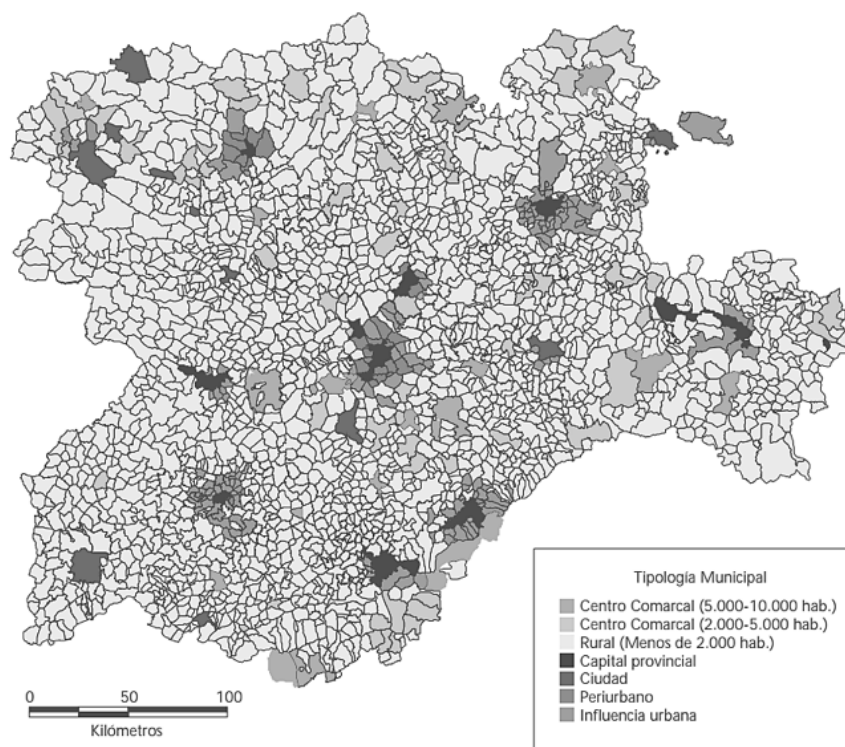 Tipología Municipal
Centro Comarcal (5.000-10.000 hab.)
Centro Comarcal (2.000-5.000 hab.)
Rural (Menos de 2.000 hab.)
Capital provincial
Ciudad
Periurbano
Influencia urbana
0 50 100
Kilómetros